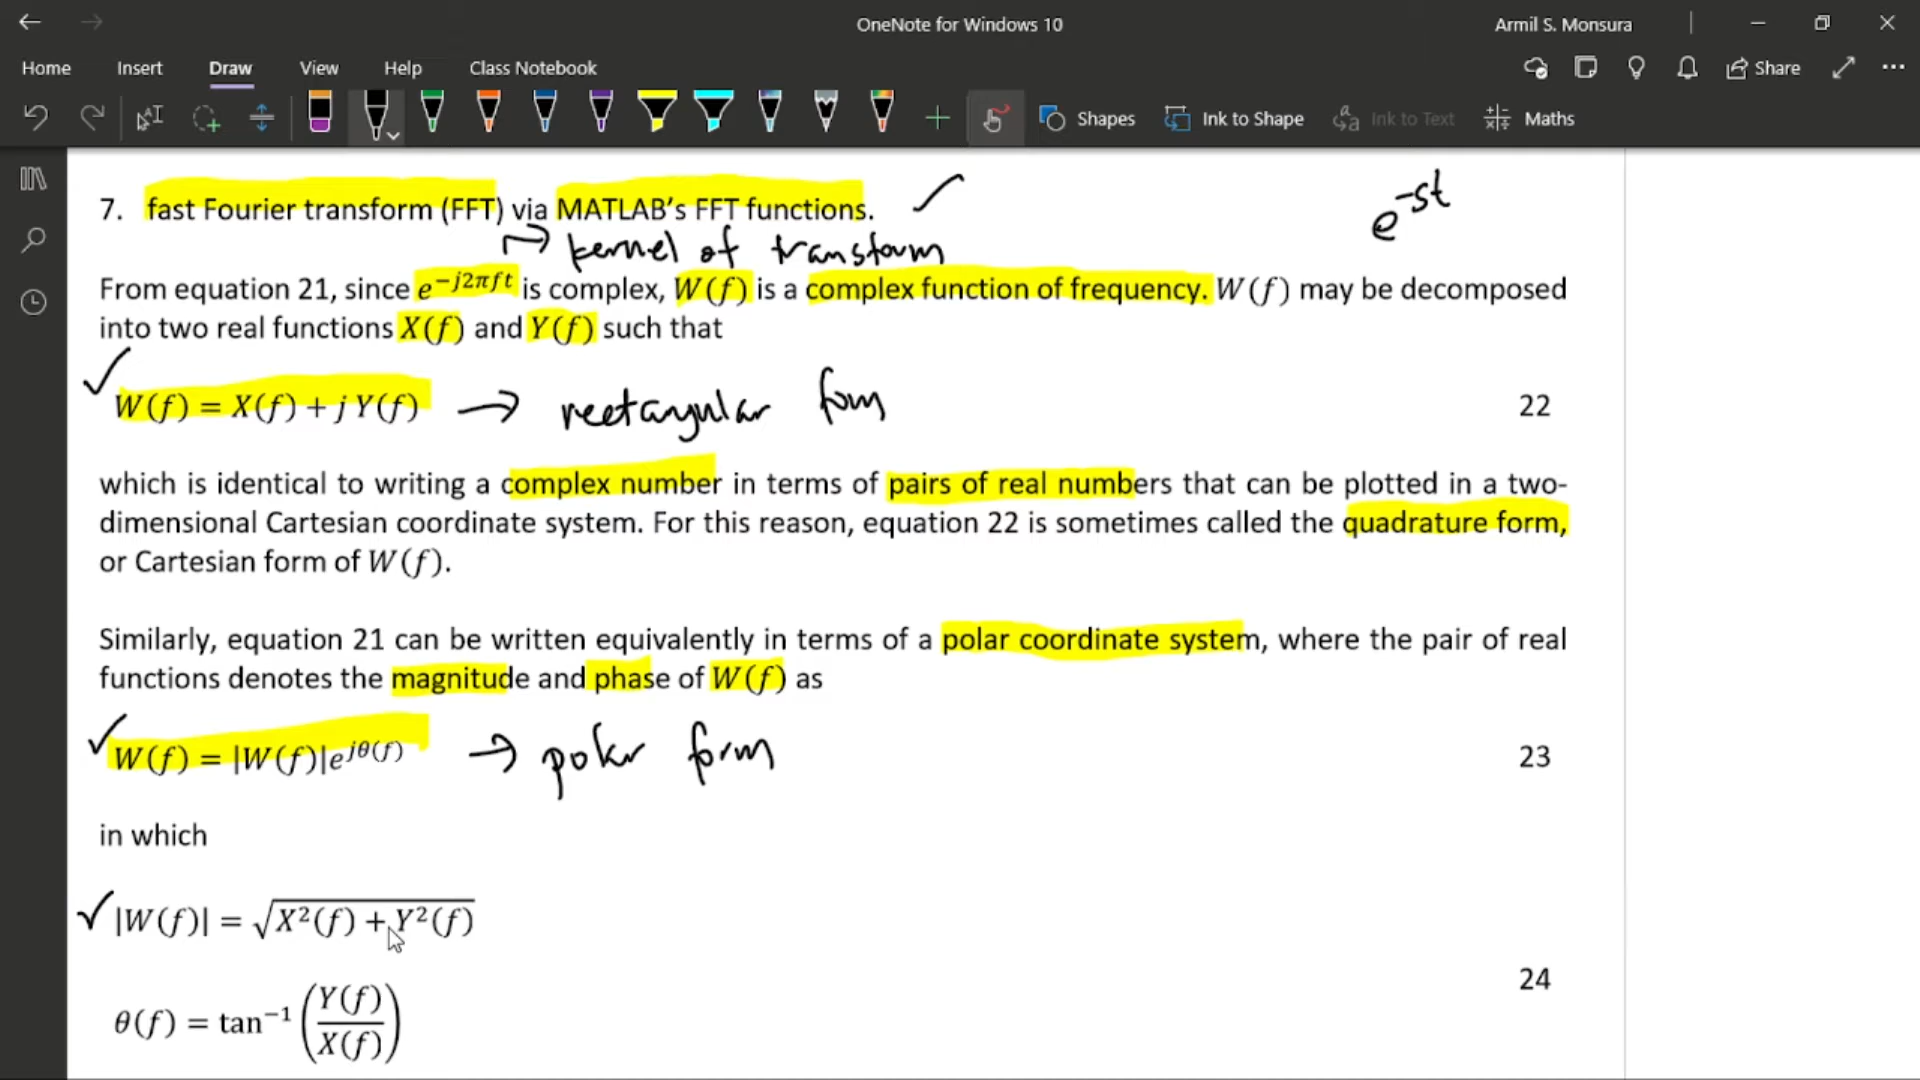 OneNote for Windows 10
Armil S. Monsura
Home Insert Draw View Help Class Notebook
Share
Shapes Ink to Shape Ink to Text Maths
7. fast Fourier transform (FFT) via MATLAB's FFT functions. ✓
e^{-st}
→ kernel of transform
From equation 21, since e^{−j2πft} is complex, W(f) is a complex function of frequency. W(f) may be decomposed
into two real functions X(f) and Y(f) such that
✓ W(f) = X(f) + j Y(f) → rectangular form 22
which is identical to writing a complex number in terms of pairs of real numbers that can be plotted in a two-
dimensional Cartesian coordinate system. For this reason, equation 22 is sometimes called the quadrature form,
or Cartesian form of W(f).
Similarly, equation 21 can be written equivalently in terms of a polar coordinate system, where the pair of real
functions denotes the magnitude and phase of W(f) as
✓ W(f) = |W(f)|e^{jθ(f)} → polar form 23
in which
✓ |W(f)| = √(X²(f) + Y²(f))
24
θ(f) = tan⁻¹(Y(f)/X(f))